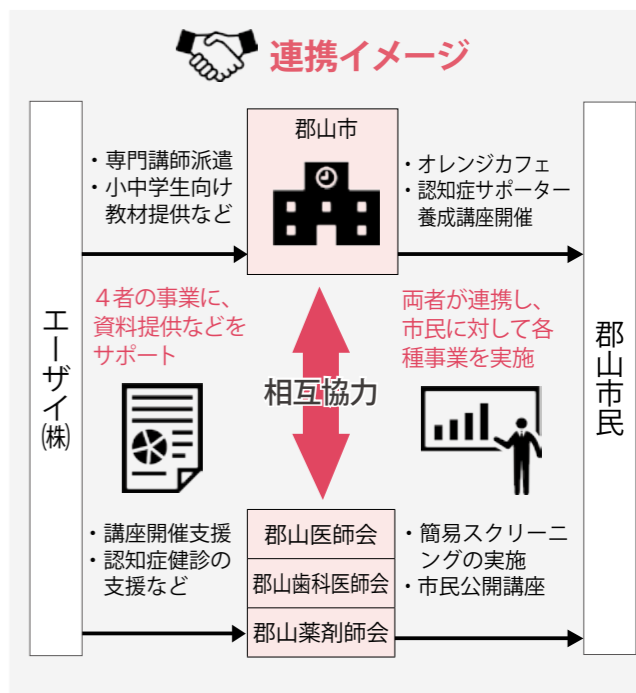 連携イメージ
エーザイ㈱
・専門講師派遣
・小中学生向け
教材提供など
郡山市
・オレンジカフェ
・認知症サポーター
養成講座開催
４者の事業に、
資料提供などを
サポート
相互協力
両者が連携し、
市民に対して各
種事業を実施
・講座開催支援
・認知症健診の
支援など
郡山医師会
郡山歯科医師会
郡山薬剤師会
・簡易スクリーニ
ングの実施
・市民公開講座
郡山市民